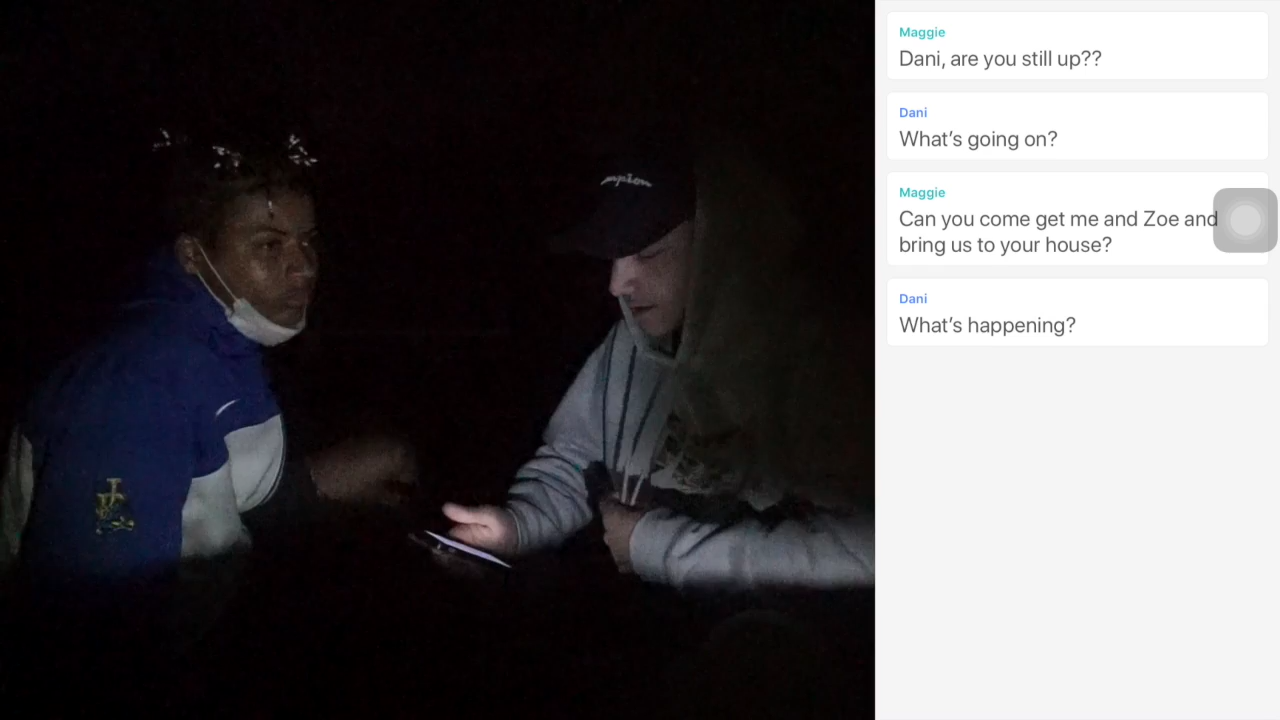 Maggie
Dani, are you still up??
Dani
What's going on?
Maggie
Can you come get me and Zoe and
bring us to your house?
Dani
What's happening?